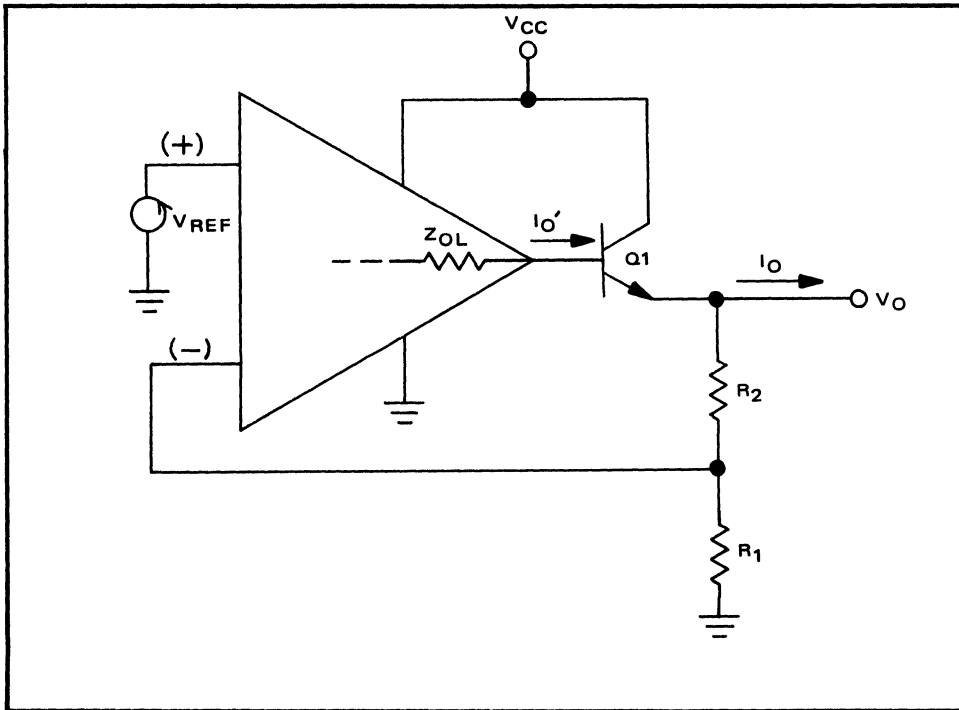 VCC
(+)
VREF
ZOL
IO'
Q1
IO
VO
(-)
R2
R1